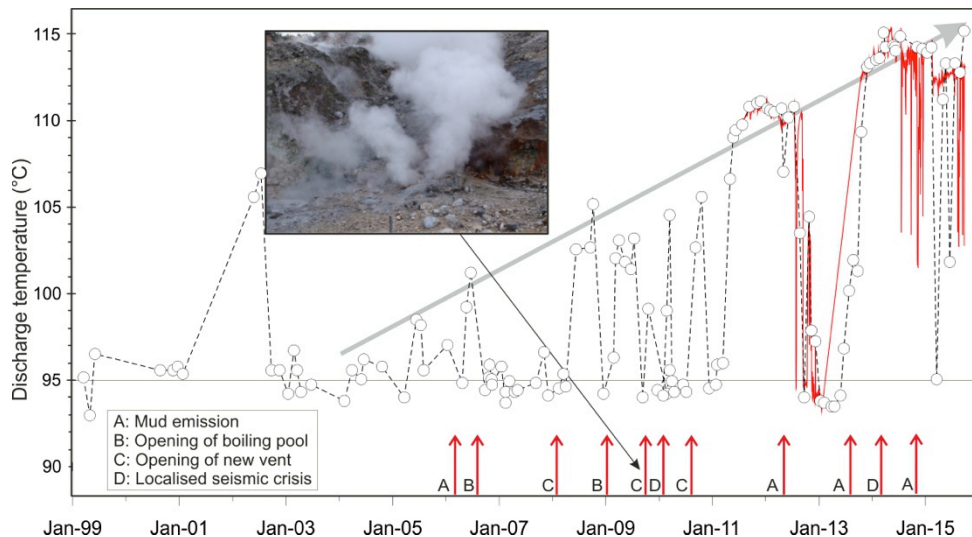 115
110
105
100
95
90
Discharge temperature (°C)
A: Mud emission
B: Opening of boiling pool
C: Opening of new vent
D: Localised seismic crisis
A B C B C D C A A D A
Jan-99 Jan-01 Jan-03 Jan-05 Jan-07 Jan-09 Jan-11 Jan-13 Jan-15